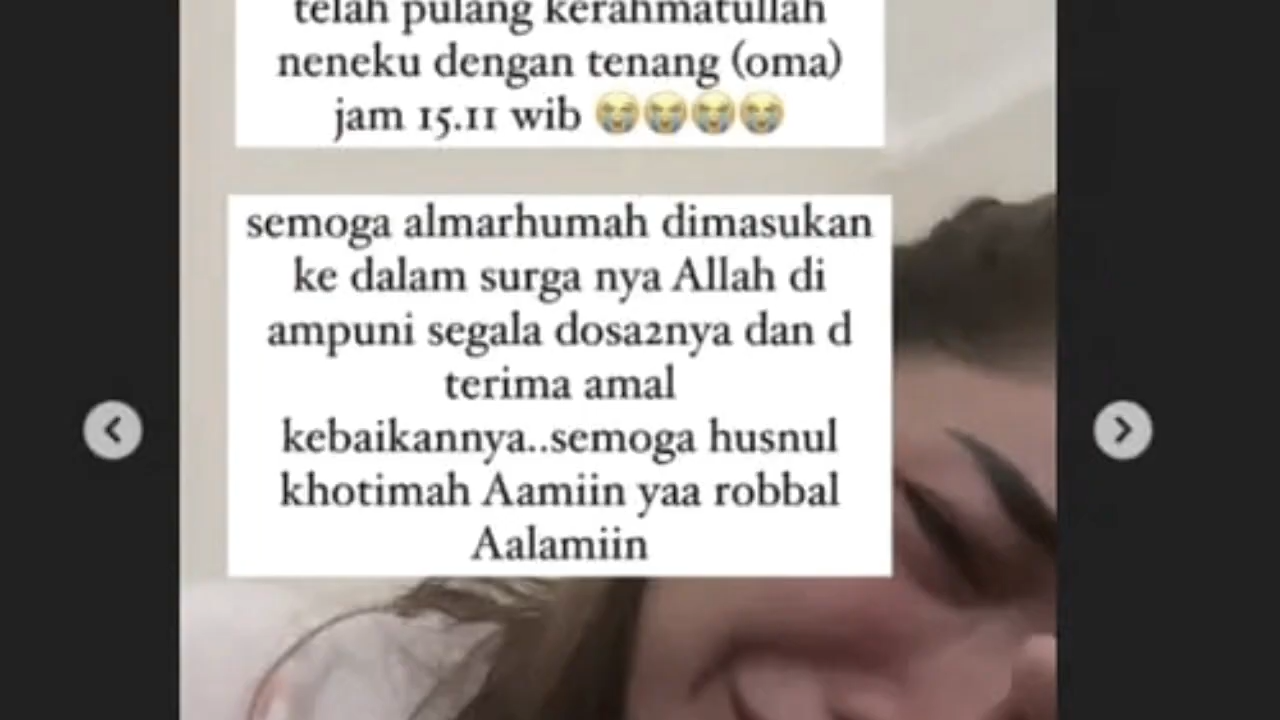 telah pulang kerahmatullah
neneku dengan tenang (oma)
jam 15.11 wib 😭😭😭😭
semoga almarhumah dimasukan
ke dalam surga nya Allah di
ampuni segala dosa2nya dan d
terima amal
kebaikannya..semoga husnul
khotimah Aamiin yaa robbal
Aalamiin